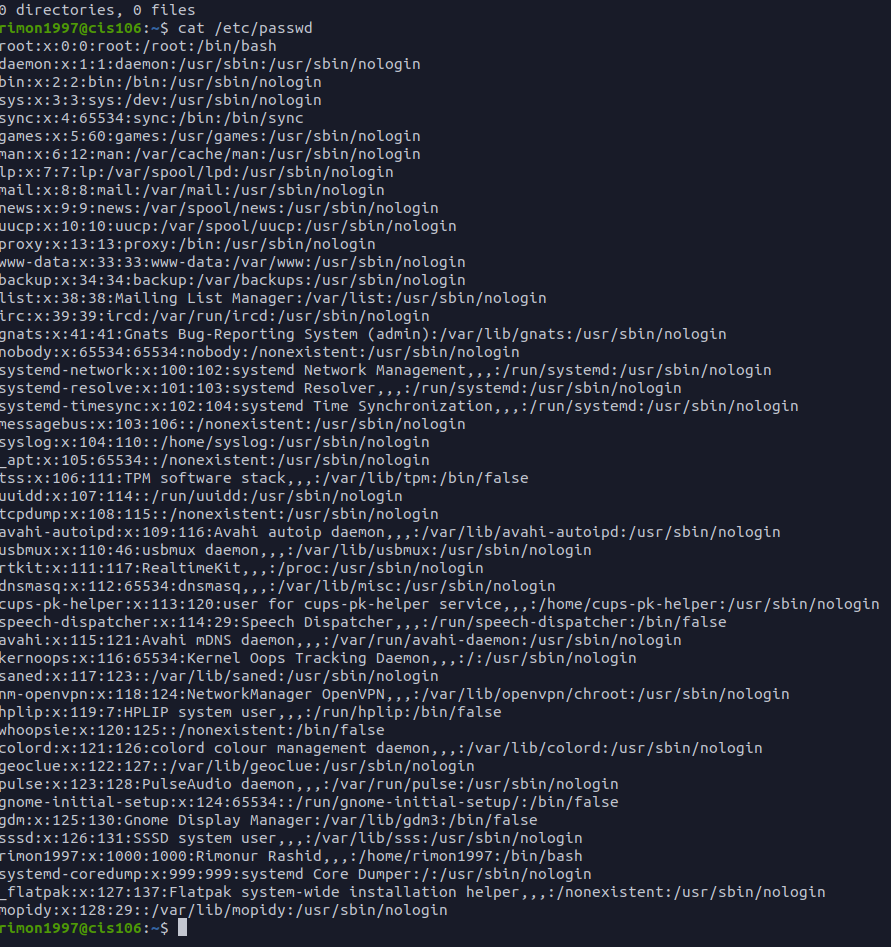 0 directories, 0 files
rimon1997@cis106:~$ cat /etc/passwd
root:x:0:0:root:/root:/bin/bash
daemon:x:1:1:daemon:/usr/sbin:/usr/sbin/nologin
bin:x:2:2:bin:/bin:/usr/sbin/nologin
sys:x:3:3:sys:/dev:/usr/sbin/nologin
sync:x:4:65534:sync:/bin:/bin/sync
games:x:5:60:games:/usr/games:/usr/sbin/nologin
man:x:6:12:man:/var/cache/man:/usr/sbin/nologin
lp:x:7:7:lp:/var/spool/lpd:/usr/sbin/nologin
mail:x:8:8:mail:/var/mail:/usr/sbin/nologin
news:x:9:9:news:/var/spool/news:/usr/sbin/nologin
uucp:x:10:10:uucp:/var/spool/uucp:/usr/sbin/nologin
proxy:x:13:13:proxy:/bin:/usr/sbin/nologin
www-data:x:33:33:www-data:/var/www:/usr/sbin/nologin
backup:x:34:34:backup:/var/backups:/usr/sbin/nologin
list:x:38:38:Mailing List Manager:/var/list:/usr/sbin/nologin
irc:x:39:39:ircd:/var/run/ircd:/usr/sbin/nologin
gnats:x:41:41:Gnats Bug-Reporting System (admin):/var/lib/gnats:/usr/sbin/nologin
nobody:x:65534:65534:nobody:/nonexistent:/usr/sbin/nologin
systemd-network:x:100:102:systemd Network Management,,,:/run/systemd:/usr/sbin/nologin
systemd-resolve:x:101:103:systemd Resolver,,,:/run/systemd:/usr/sbin/nologin
systemd-timesync:x:102:104:systemd Time Synchronization,,,:/run/systemd:/usr/sbin/nologin
messagebus:x:103:106::/nonexistent:/usr/sbin/nologin
syslog:x:104:110::/home/syslog:/usr/sbin/nologin
_apt:x:105:65534::/nonexistent:/usr/sbin/nologin
tss:x:106:111:TPM software stack,,,:/var/lib/tpm:/bin/false
uuidd:x:107:114::/run/uuidd:/usr/sbin/nologin
tcpdump:x:108:115::/nonexistent:/usr/sbin/nologin
avahi-autoipd:x:109:116:Avahi autoip daemon,,,:/var/lib/avahi-autoipd:/usr/sbin/nologin
usbmux:x:110:46:usbmux daemon,,,:/var/lib/usbmux:/usr/sbin/nologin
rtkit:x:111:117:RealtimeKit,,,:/proc:/usr/sbin/nologin
dnsmasq:x:112:65534:dnsmasq,,,:/var/lib/misc:/usr/sbin/nologin
cups-pk-helper:x:113:120:user for cups-pk-helper service,,,:/home/cups-pk-helper:/usr/sbin/nologin
speech-dispatcher:x:114:29:Speech Dispatcher,,,:/run/speech-dispatcher:/bin/false
avahi:x:115:121:Avahi mDNS daemon,,,:/var/run/avahi-daemon:/usr/sbin/nologin
kernoops:x:116:65534:Kernel Oops Tracking Daemon,,,:/:/usr/sbin/nologin
saned:x:117:123::/var/lib/saned:/usr/sbin/nologin
nm-openvpn:x:118:124:NetworkManager OpenVPN,,,:/var/lib/openvpn/chroot:/usr/sbin/nologin
hplip:x:119:7:HPLIP system user,,,:/run/hplip:/bin/false
whoopsie:x:120:125::/nonexistent:/bin/false
colord:x:121:126:colord colour management daemon,,,:/var/lib/colord:/usr/sbin/nologin
geoclue:x:122:127::/var/lib/geoclue:/usr/sbin/nologin
pulse:x:123:128:PulseAudio daemon,,,:/var/run/pulse:/usr/sbin/nologin
gnome-initial-setup:x:124:65534::/run/gnome-initial-setup/:/bin/false
gdm:x:125:130:Gnome Display Manager:/var/lib/gdm3:/bin/false
sssd:x:126:131:SSSD system user,,,:/var/lib/sss:/usr/sbin/nologin
rimon1997:x:1000:1000:Rimonur Rashid,,,:/home/rimon1997:/bin/bash
systemd-coredump:x:999:999:systemd Core Dumper:/:/usr/sbin/nologin
_flatpak:x:127:137:Flatpak system-wide installation helper,,,:/nonexistent:/usr/sbin/nologin
mopidy:x:128:29::/var/lib/mopidy:/usr/sbin/nologin
rimon1997@cis106:~$